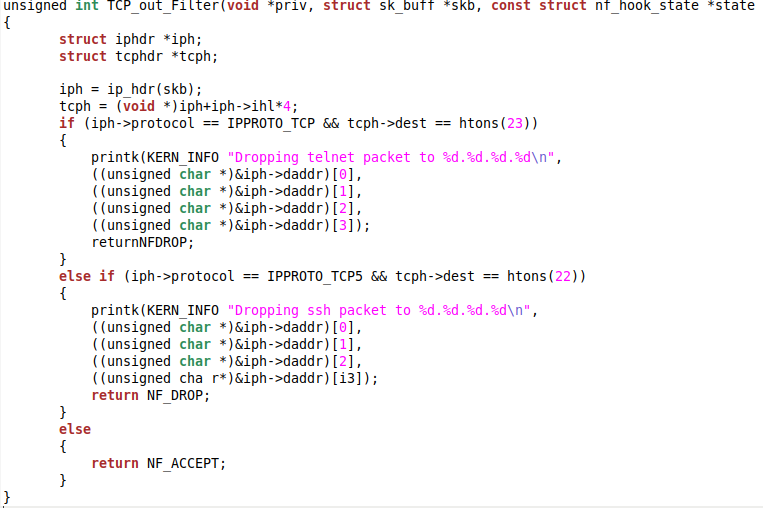 unsigned int TCP_out_Filter(void *priv, struct sk_buff *skb, const struct nf_hook_state *state
{
struct iphdr *iph;
struct tcphdr *tcph;
iph = ip_hdr(skb);
tcph = (void *)iph+iph->ihl*4;
if (iph->protocol == IPPROTO_TCP && tcph->dest == htons(23))
{
printk(KERN_INFO "Dropping telnet packet to %d.%d.%d.%d\n",
((unsigned char *)&iph->daddr)[0],
((unsigned char *)&iph->daddr)[1],
((unsigned char *)&iph->daddr)[2],
((unsigned char *)&iph->daddr)[3]);
returnNFDROP;
}
else if (iph->protocol == IPPROTO_TCP5 && tcph->dest == htons(22))
{
printk(KERN_INFO "Dropping ssh packet to %d.%d.%d.%d\n",
((unsigned char *)&iph->daddr)[0],
((unsigned char *)&iph->daddr)[1],
((unsigned char *)&iph->daddr)[2],
((unsigned cha r*)&iph->daddr)[i3]);
return NF_DROP;
}
else
{
return NF_ACCEPT;
}
}